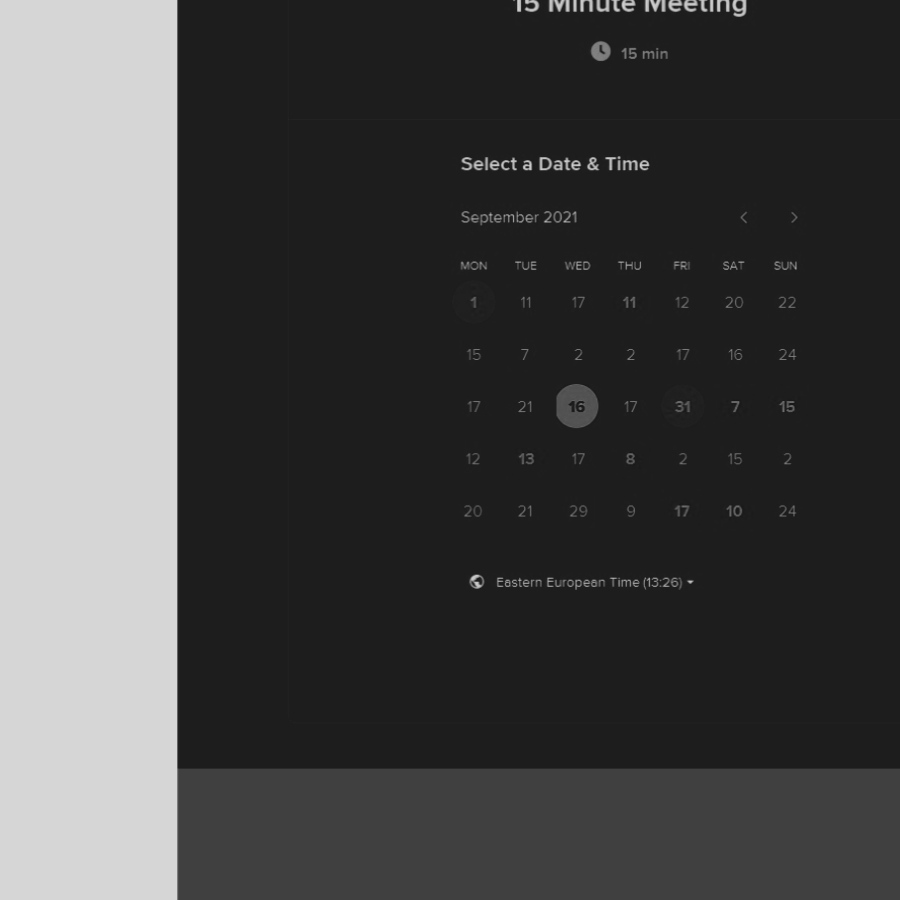 15 Minute Meeting
15 min
Select a Date & Time
September 2021
MON TUE WED THU FRI SAT SUN
1 11 17 11 12 20 22
15 7 2 2 17 16 24
17 21 16 17 31 7 15
12 13 17 8 2 15 2
20 21 29 9 17 10 24
Eastern European Time (13:26)